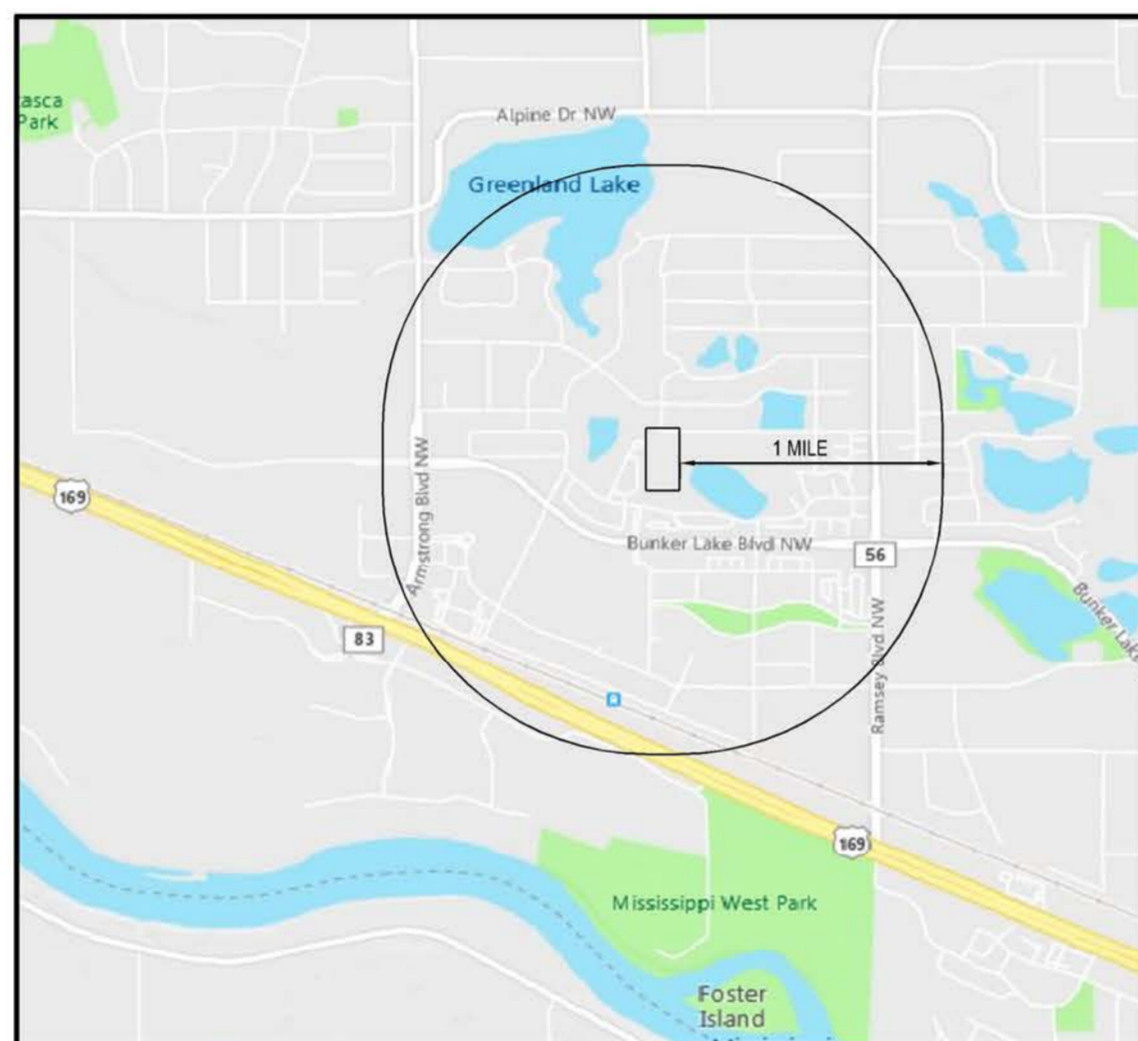 asca
Park
Alpine Dr NW
Greenland Lake
1 MILE
Armstrong Blvd NW
169
Bunker Lake Blvd NW
56
Bunker Lake
83
Ramsey Blvd NW
169
Mississippi West Park
Foster
Island